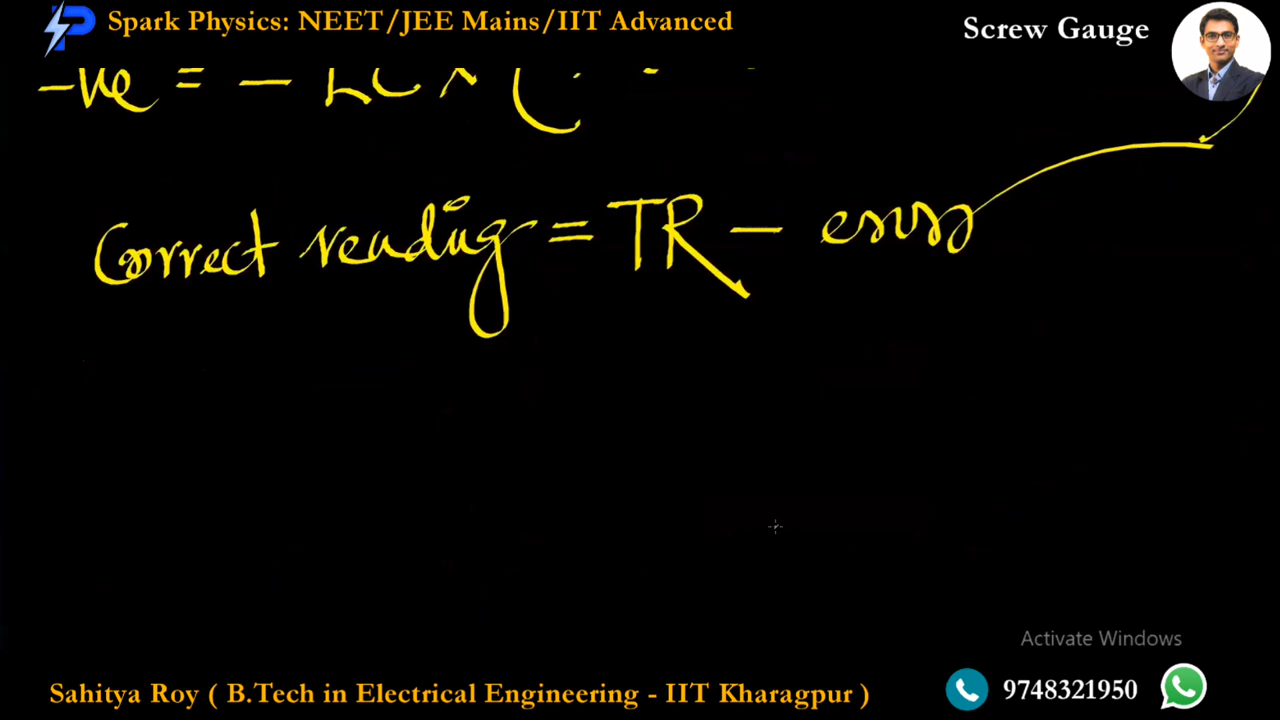 Spark Physics: NEET/JEE Mains/IIT Advanced
Screw Gauge
-ve = - LC × (
Correct reading = TR - error
Activate Windows
Sahitya Roy ( B.Tech in Electrical Engineering - IIT Kharagpur )
9748321950